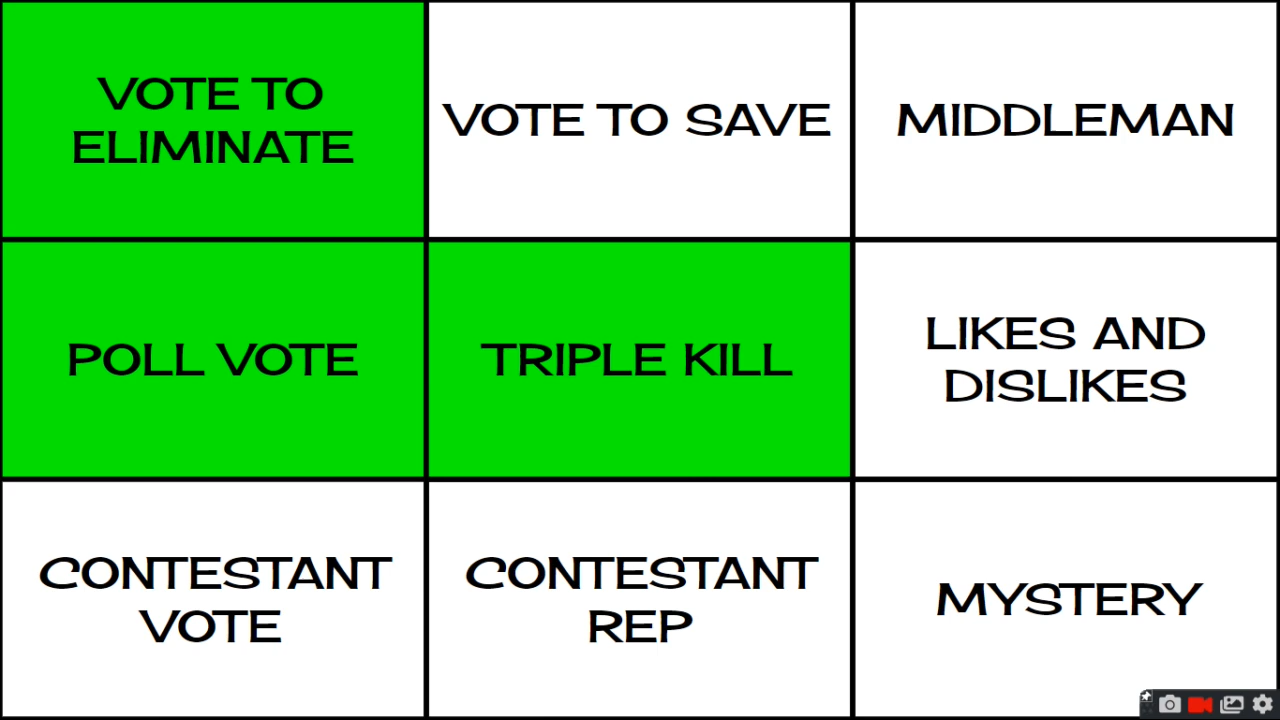 VOTE TO
ELIMINATE
VOTE TO SAVE
MIDDLEMAN
POLL VOTE
TRIPLE KILL
LIKES AND
DISLIKES
CONTESTANT
VOTE
CONTESTANT
REP
MYSTERY